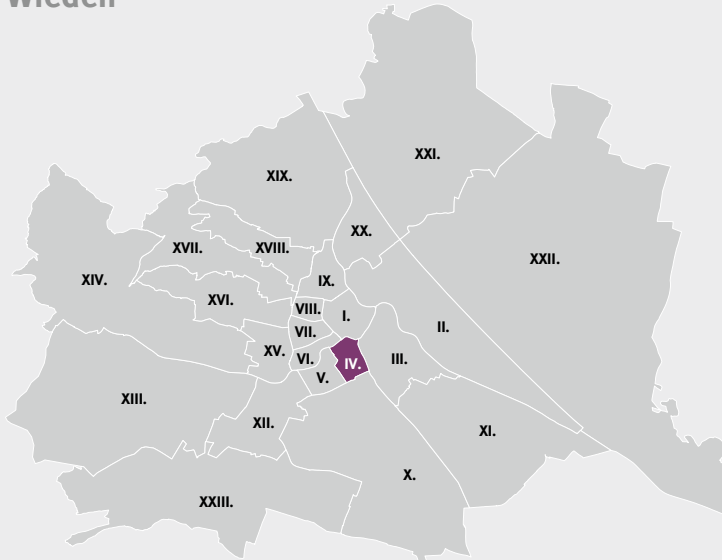 Wieden
XXI.
XIX.
XX.
XVII.
XVIII.
XXII.
XIV.
IX.
XVI.
VIII.
I.
II.
VII.
XV.
VI.
IV.
III.
V.
XIII.
XII.
XI.
X.
XXIII.